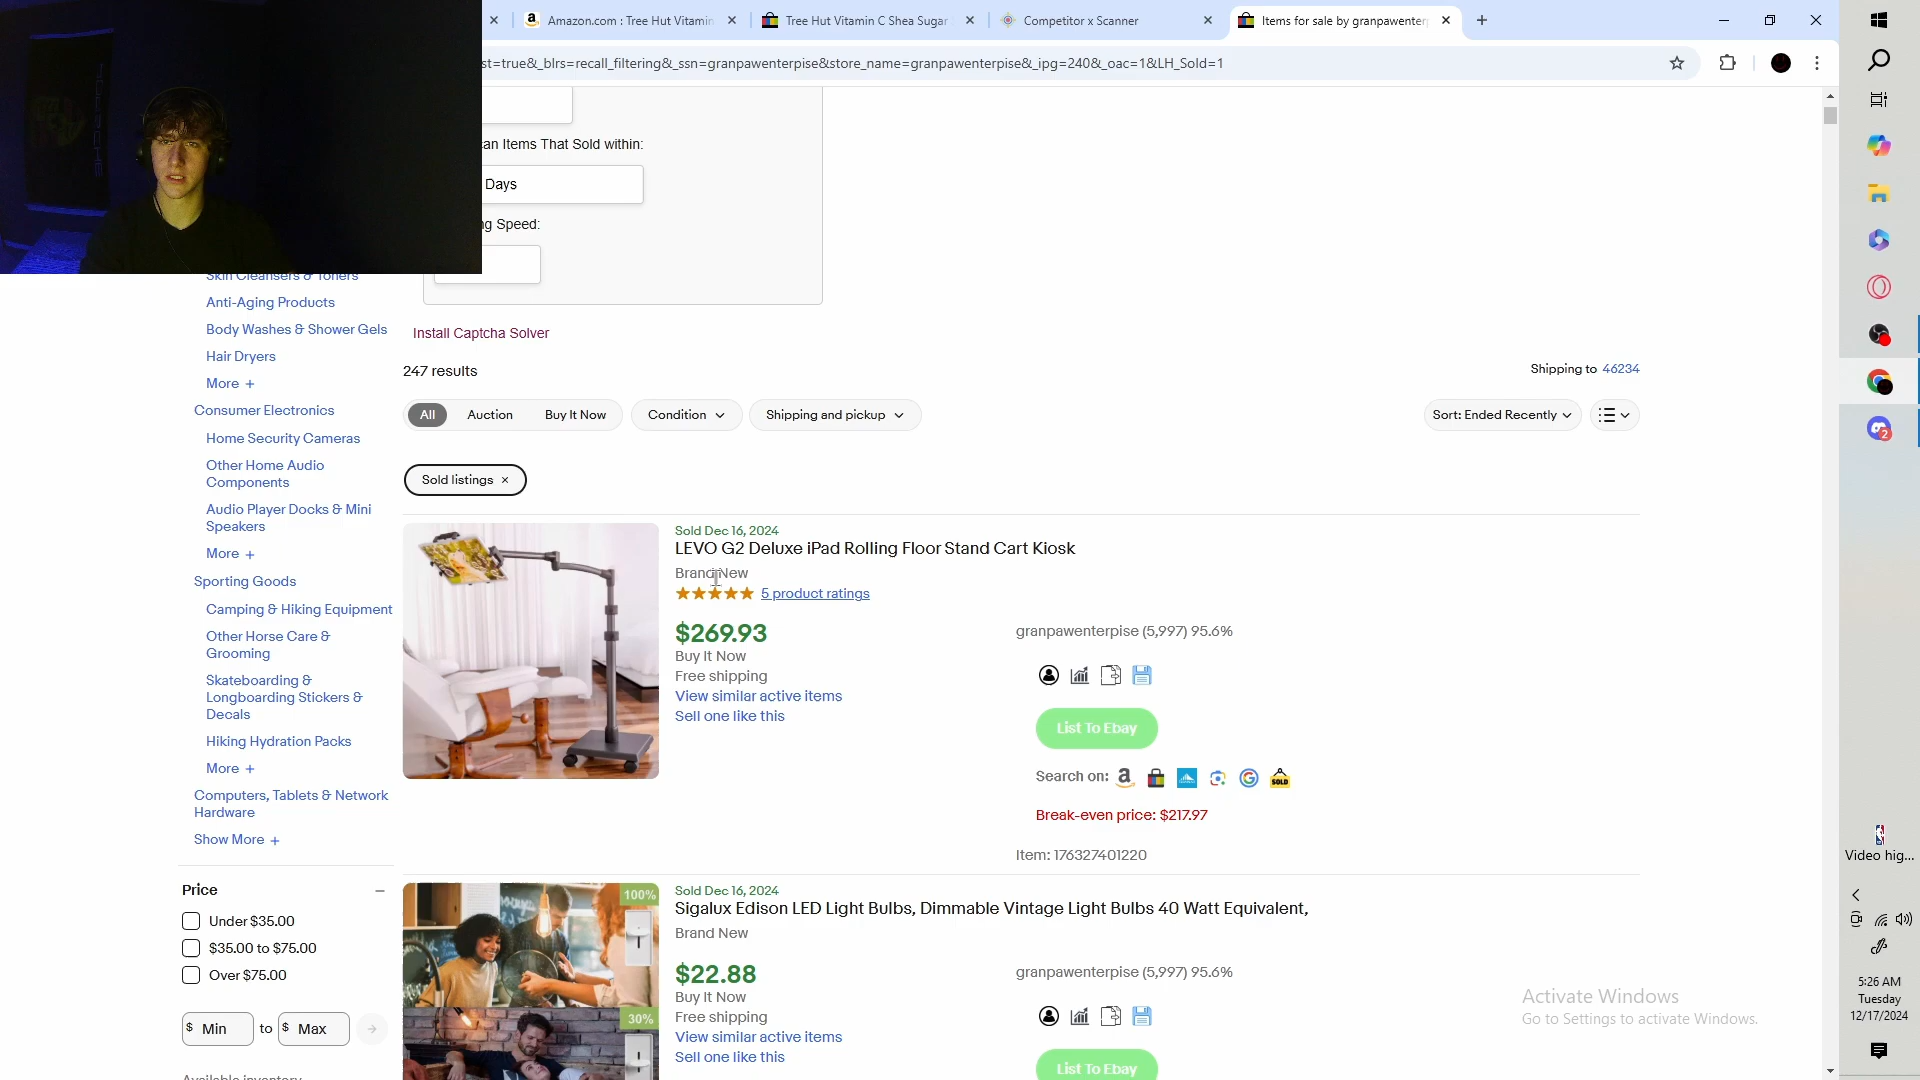 Amazon.com : Tree Hut Vitamin
Tree Hut Vitamin C Shea Sugar
Competitor x Scanner
Items for sale by granpawenter
st=true&_blrs=recall_filtering&_ssn=granpawenterpise&store_name=granpawenterpise&_ipg=240&_oac=1&LH_Sold=1
an Items That Sold within:
Days
ng Speed:
Install Captcha Solver
247 results
Shipping to 46234
All
Auction
Buy It Now
Condition
Shipping and pickup
Sort: Ended Recently
Sold listings ×
Skin Cleansers & Toners
Anti-Aging Products
Body Washes & Shower Gels
Hair Dryers
More +
Consumer Electronics
Home Security Cameras
Other Home Audio
Components
Audio Player Docks & Mini
Speakers
More +
Sporting Goods
Camping & Hiking Equipment
Other Horse Care &
Grooming
Skateboarding &
Longboarding Stickers &
Decals
Hiking Hydration Packs
More +
Computers, Tablets & Network
Hardware
Show More +
Price
Under $35.00
$35.00 to $75.00
Over $75.00
$ Min to $ Max
Available inventory
Sold Dec 16, 2024
LEVO G2 Deluxe iPad Rolling Floor Stand Cart Kiosk
Brand New
5 product ratings
$269.93
Buy It Now
Free shipping
View similar active items
Sell one like this
granpawenterpise (5,997) 95.6%
List To Ebay
Search on:
SOLD
Break-even price: $217.97
Item: 176327401220
100%
30%
Sold Dec 16, 2024
Sigalux Edison LED Light Bulbs, Dimmable Vintage Light Bulbs 40 Watt Equivalent,
Brand New
$22.88
Buy It Now
Free shipping
View similar active items
Sell one like this
granpawenterpise (5,997) 95.6%
List To Ebay
Activate Windows
Go to Settings to activate Windows.
2
Video hig...
5:26 AM
Tuesday
12/17/2024